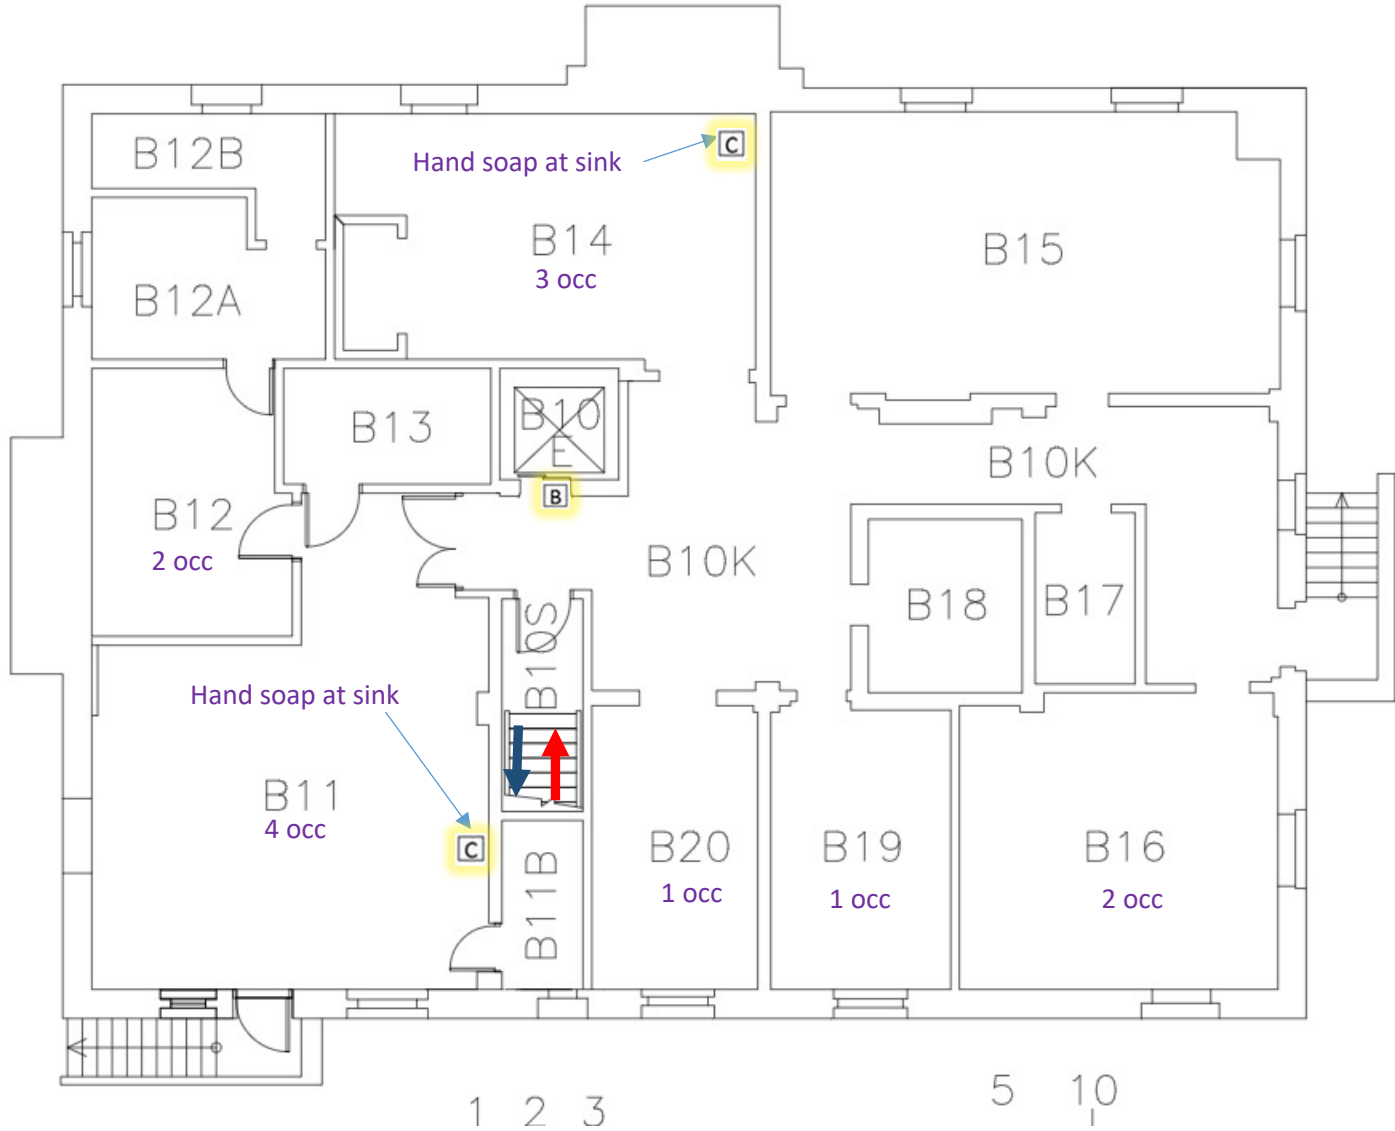 B12B
Hand soap at sink
C
B14
3 occ
B15
B12A
B13
B10
E
B10K
B
B12
2 occ
B10K
B18
B17
B10S
Hand soap at sink
B11
4 occ
C
B11B
B20
1 occ
B19
1 occ
B16
2 occ
1 2 3
5 10